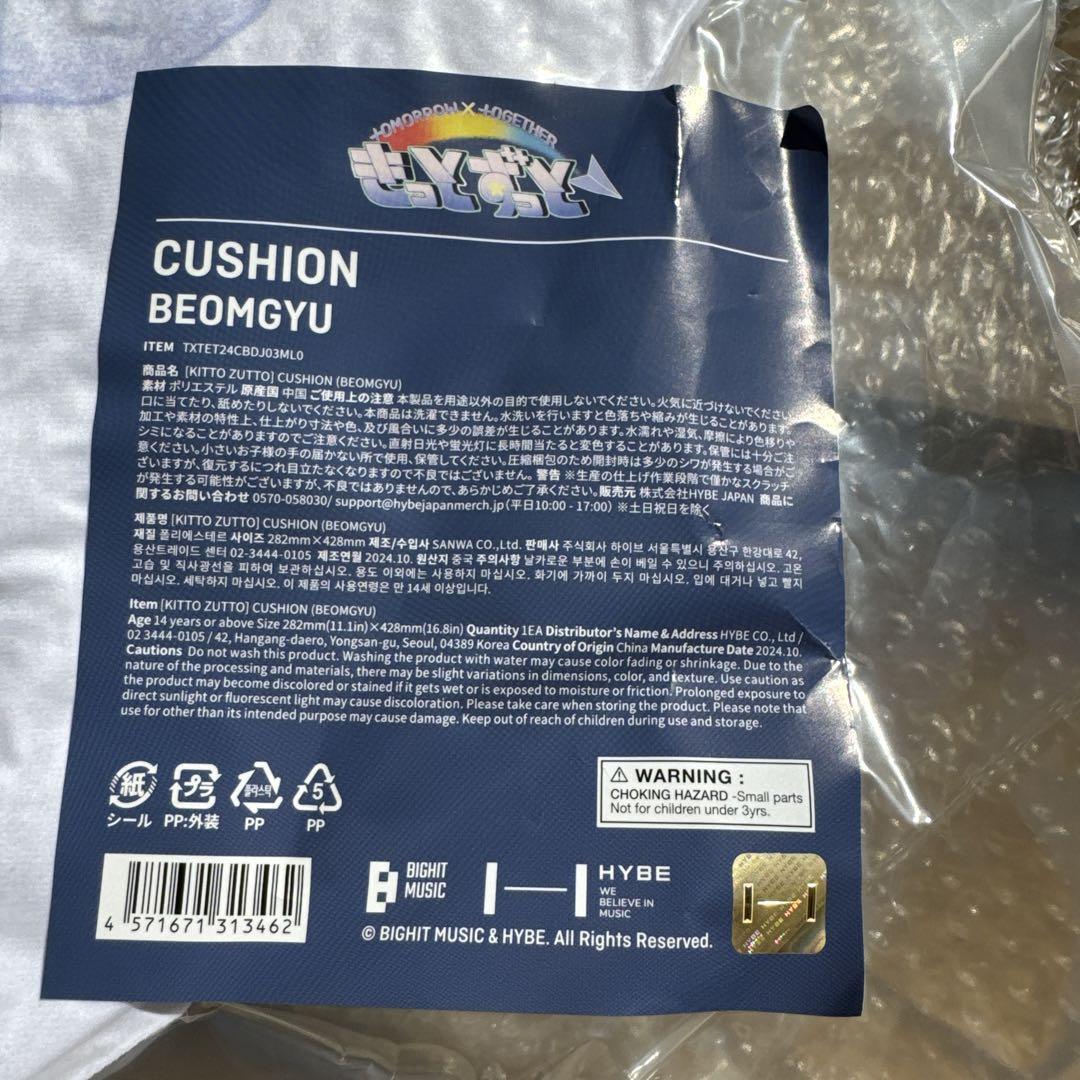 TOMORROW X TOGETHER
きっとずっと
CUSHION
BEOMGYU
ITEM TXTET24CBDJ03ML0
商品名 [KITTO ZUTTO] CUSHION (BEOMGYU)
素材 ポリエステル 原産国 中国 ご使用上の注意 本製品を用途以外の目的で使用しないでください。火気に近づけないでください。
口に当てたり、舐めたりしないでください。本商品は洗濯できません。水洗いを行いますと色落ちや縮みが生じることがあります。
加工や素材の特性上、仕上がり寸法や色、及び風合いに多少の誤差が生じることがあります。水濡れや湿気、摩擦により色移りや
シミになることがありますのでご注意ください。直射日光や蛍光灯に長時間当たると変色することがあります。保管には十分ご注
意ください。小さいお子様の手の届かない所で使用、保管してください。圧縮梱包のため開封時は多少のシワが発生する場合がご
ざいますが、復元するにつれ目立たなくなりますので不良ではございません。警告 ※生産の仕上げ作業段階で僅かなスクラッチ
が発生する可能性がございますが、不良ではありませんので、あらかじめご了承ください。販売元 株式会社HYBE JAPAN 商品に
関するお問い合わせ 0570-058030/ support@hybejapanmerch.jp(平日10:00 - 17:00) ※土日祝日を除く
제품명 [KITTO ZUTTO] CUSHION (BEOMGYU)
재질 폴리에스테르 사이즈 282mm×428mm 제조/수입사 SANWA CO.,Ltd. 판매사 주식회사 하이브 서울특별시 용산구 한강대로 42,
용산트레이드 센터 02-3444-0105 제조연월 2024.10. 원산지 중국 주의사항 날카로운 부분에 손이 베일 수 있으니 주의하십시오. 고온
고습 및 직사광선을 피하여 보관하십시오. 용도 이외에는 사용하지 마십시오. 화기에 가까이 두지 마십시오. 입에 대거나 넣고 빨지
마십시오. 세탁하지 마십시오. 이 제품의 사용연령은 만 14세 이상입니다.
Item [KITTO ZUTTO] CUSHION (BEOMGYU)
Age 14 years or above Size 282mm(11.1in)×428mm(16.8in) Quantity 1EA Distributor's Name & Address HYBE CO., Ltd /
02 3444-0105 / 42, Hangang-daero, Yongsan-gu, Seoul, 04389 Korea Country of Origin China Manufacture Date 2024.10.
Cautions Do not wash this product. Washing the product with water may cause color fading or shrinkage. Due to the
nature of the processing and materials, there may be slight variations in dimensions, color, and texture. Use caution as
the product may become discolored or stained if it gets wet or is exposed to moisture or friction. Prolonged exposure to
direct sunlight or fluorescent light may cause discoloration. Please take care when storing the product. Please note that
use for other than its intended purpose may cause damage. Keep out of reach of children during use and storage.
紙 プラ 플라스틱 5
シール PP:外装 PP PP
⚠ WARNING :
CHOKING HAZARD -Small parts
Not for children under 3yrs.
4 571671 313462
BIGHIT MUSIC
HYBE
WE BELIEVE IN MUSIC
© BIGHIT MUSIC & HYBE. All Rights Reserved.